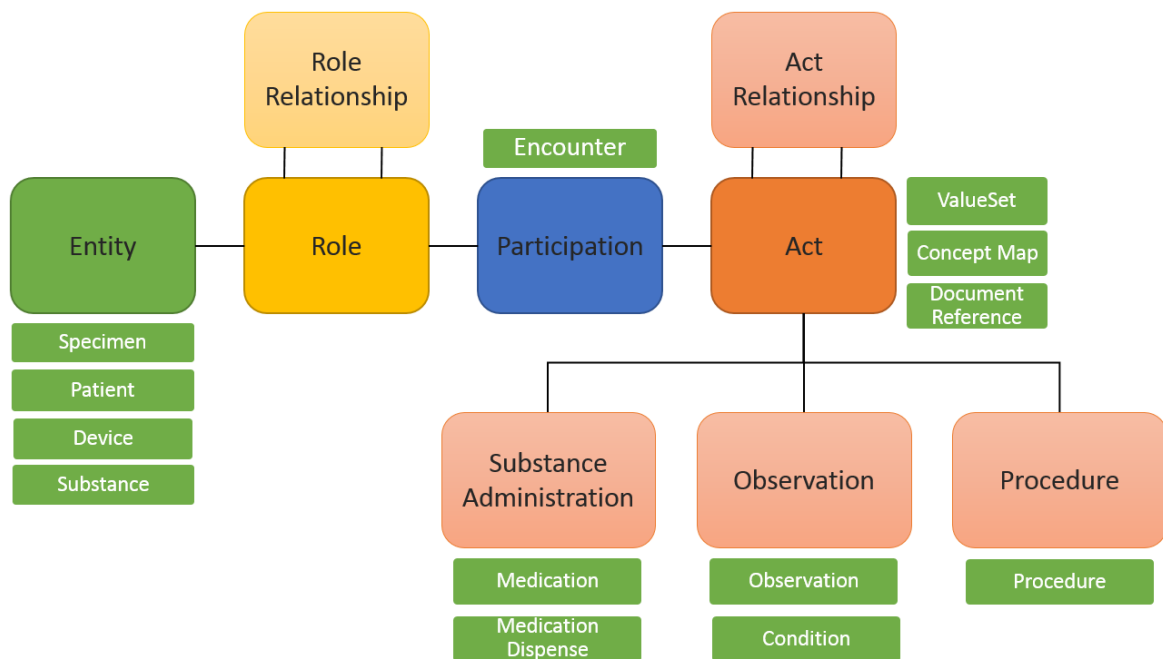 Role
Relationship
Act
Relationship
Encounter
Entity
Role
Participation
Act
ValueSet
Concept Map
Document
Reference
Specimen
Patient
Device
Substance
Substance
Administration
Observation
Procedure
Medication
Observation
Procedure
Medication
Dispense
Condition